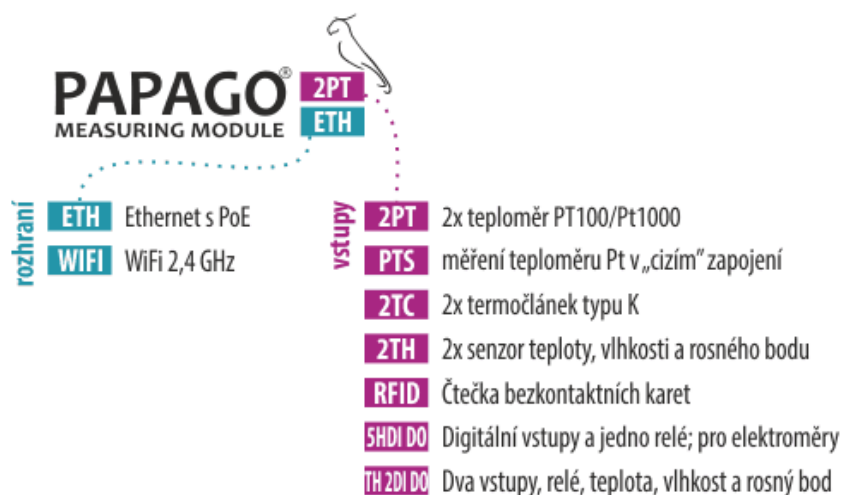 PAPAGO® 2PT
MEASURING MODULE ETH
rozhraní
ETH Ethernet s PoE
WIFI WiFi 2,4 GHz
vstupy
2PT 2x teploměr PT100/Pt1000
PTS měření teploměru Pt v „cizím” zapojení
2TC 2x termočlánek typu K
2TH 2x senzor teploty, vlhkosti a rosného bodu
RFID Čtečka bezkontaktních karet
5HDI DO Digitální vstupy a jedno relé; pro elektroměry
TH 2DI DO Dva vstupy, relé, teplota, vlhkost a rosný bod